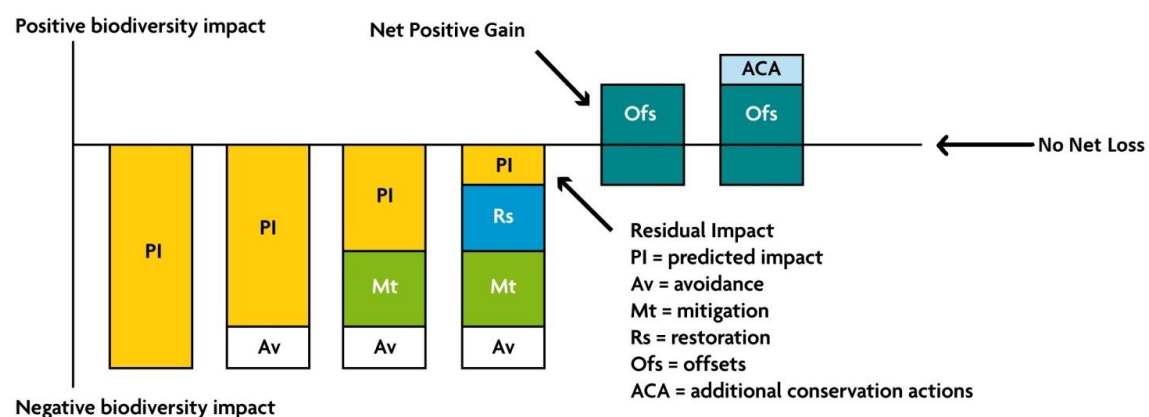 Positive biodiversity impact
Net Positive Gain
ACA
Ofs
Ofs
No Net Loss
PI
PI
PI
PI
Rs
Mt
Mt
Av
Av
Av
Residual Impact
PI = predicted impact
Av = avoidance
Mt = mitigation
Rs = restoration
Ofs = offsets
ACA = additional conservation actions
Negative biodiversity impact